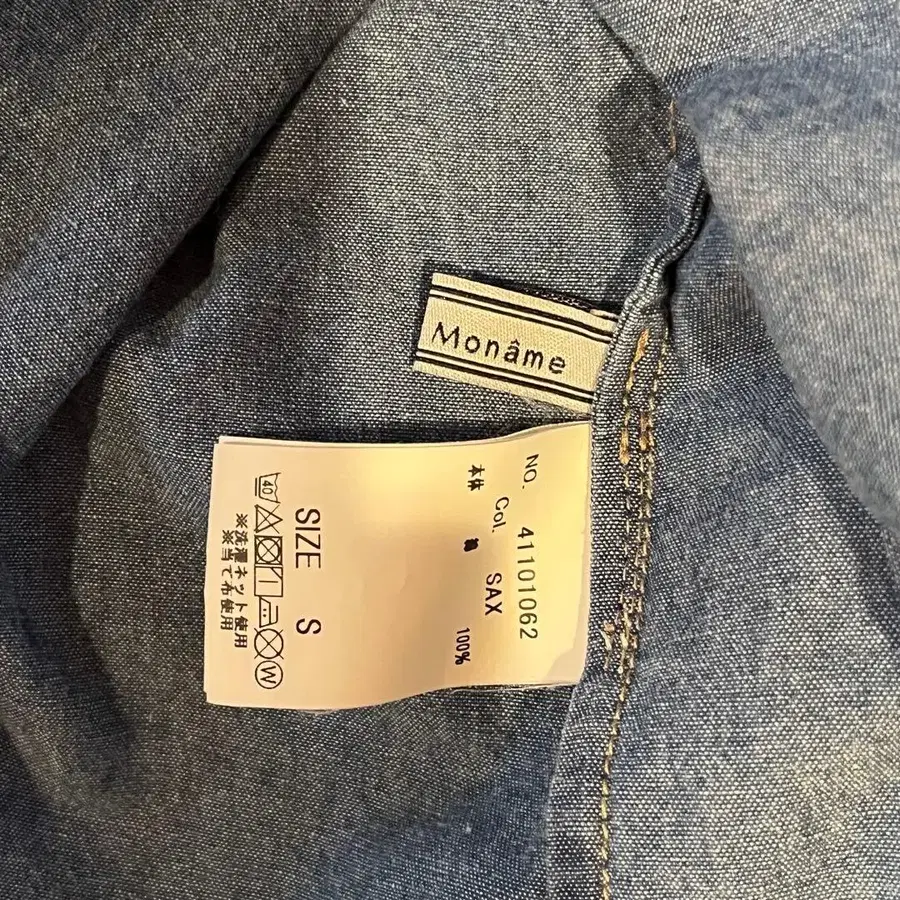 Monâme
NO. 41101062
Col. SAX
本体 綿 100%
SIZE S
40
W
※洗濯ネット使用
※当て布使用